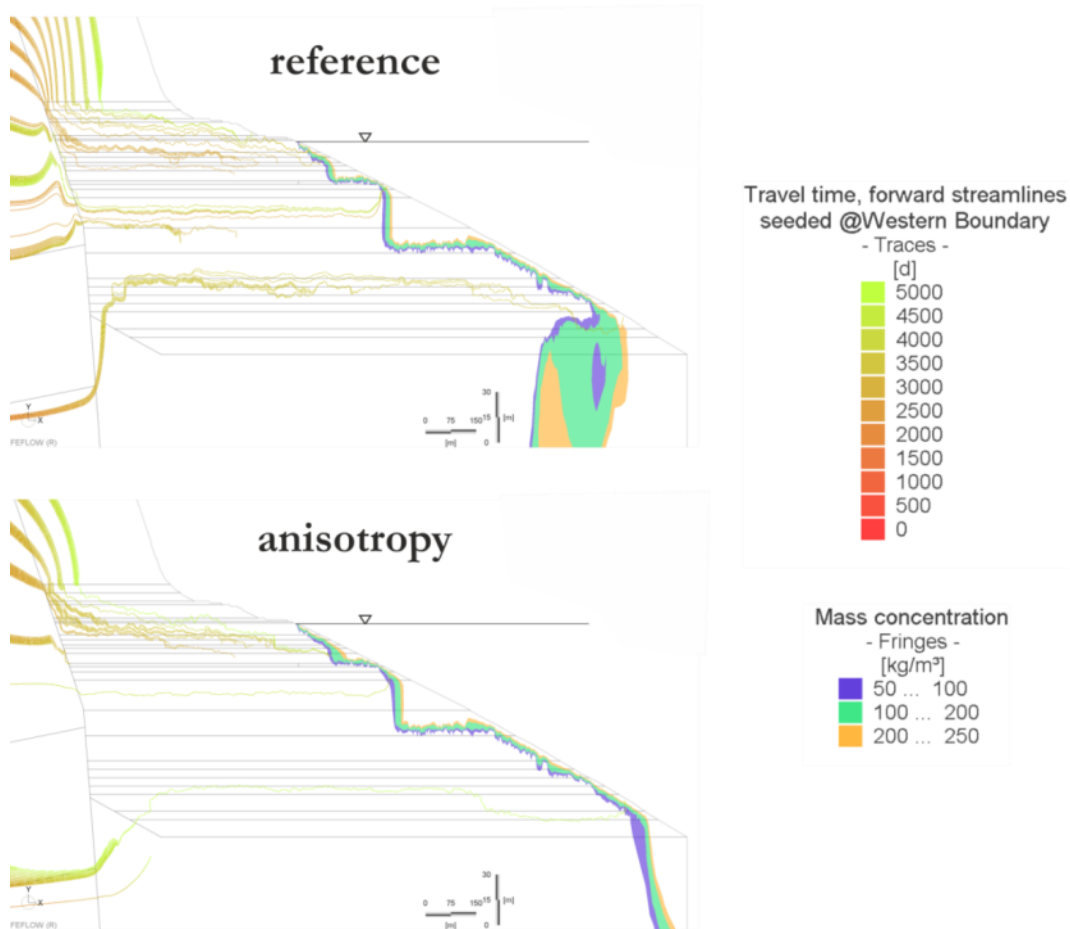 reference
Y
X
FEFLOW (R)
0 75 150
[m]
30
15 [m]
0
anisotropy
Y
X
FEFLOW (R)
0 75 150
[m]
30
15 [m]
0
Travel time, forward streamlines
seeded @Western Boundary
- Traces -
[d]
5000
4500
4000
3500
3000
2500
2000
1500
1000
500
0
Mass concentration
- Fringes -
[kg/m³]
50 ... 100
100 ... 200
200 ... 250